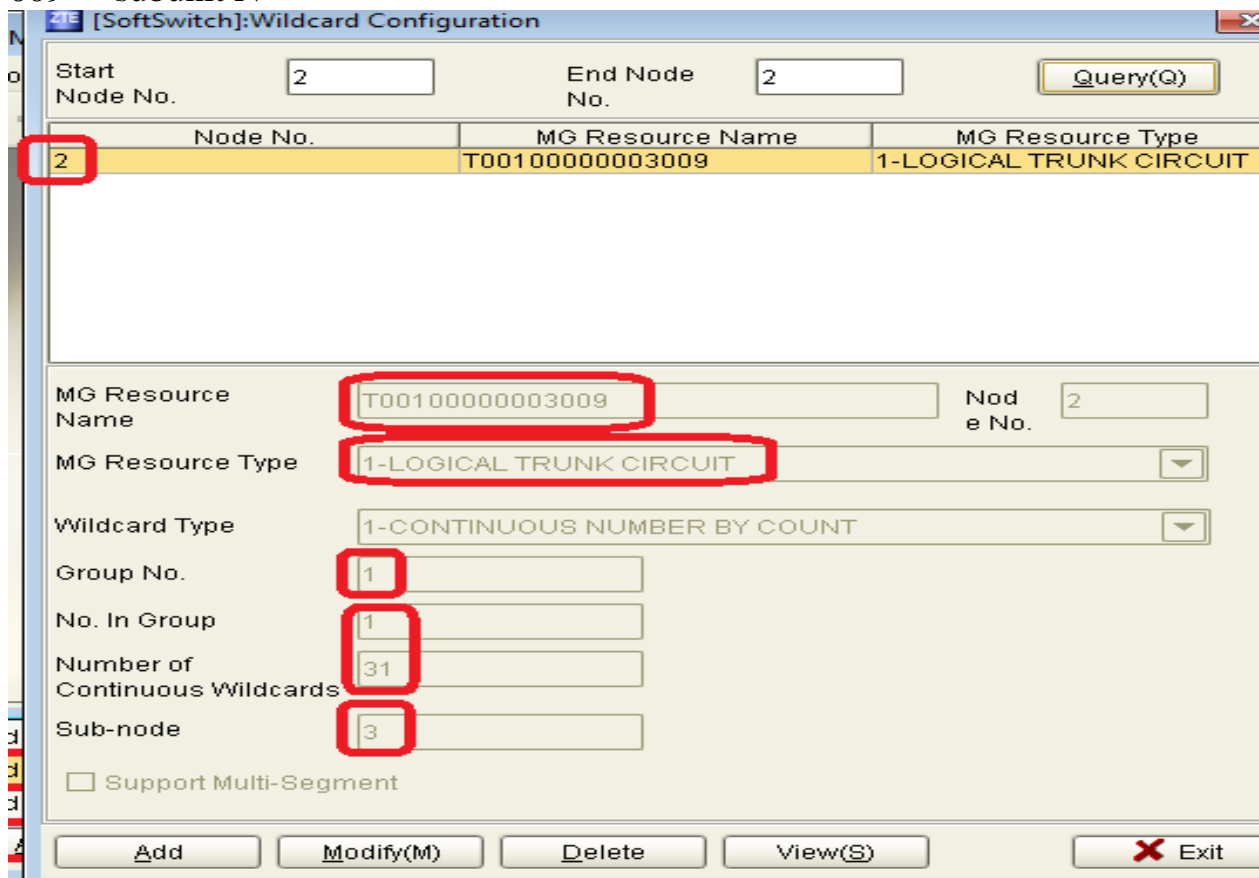 ZTE [SoftSwitch]:Wildcard Configuration
Start Node No. 2 End Node No. 2 Query(Q)
Node No. MG Resource Name MG Resource Type
2 T00100000003009 1-LOGICAL TRUNK CIRCUIT
MG Resource Name T00100000003009 Nod e No. 2
MG Resource Type 1-LOGICAL TRUNK CIRCUIT
Wildcard Type 1-CONTINUOUS NUMBER BY COUNT
Group No. 1
No. In Group 1
Number of Continuous Wildcards 31
Sub-node 3
Support Multi-Segment
Add Modify(M) Delete View(S) Exit